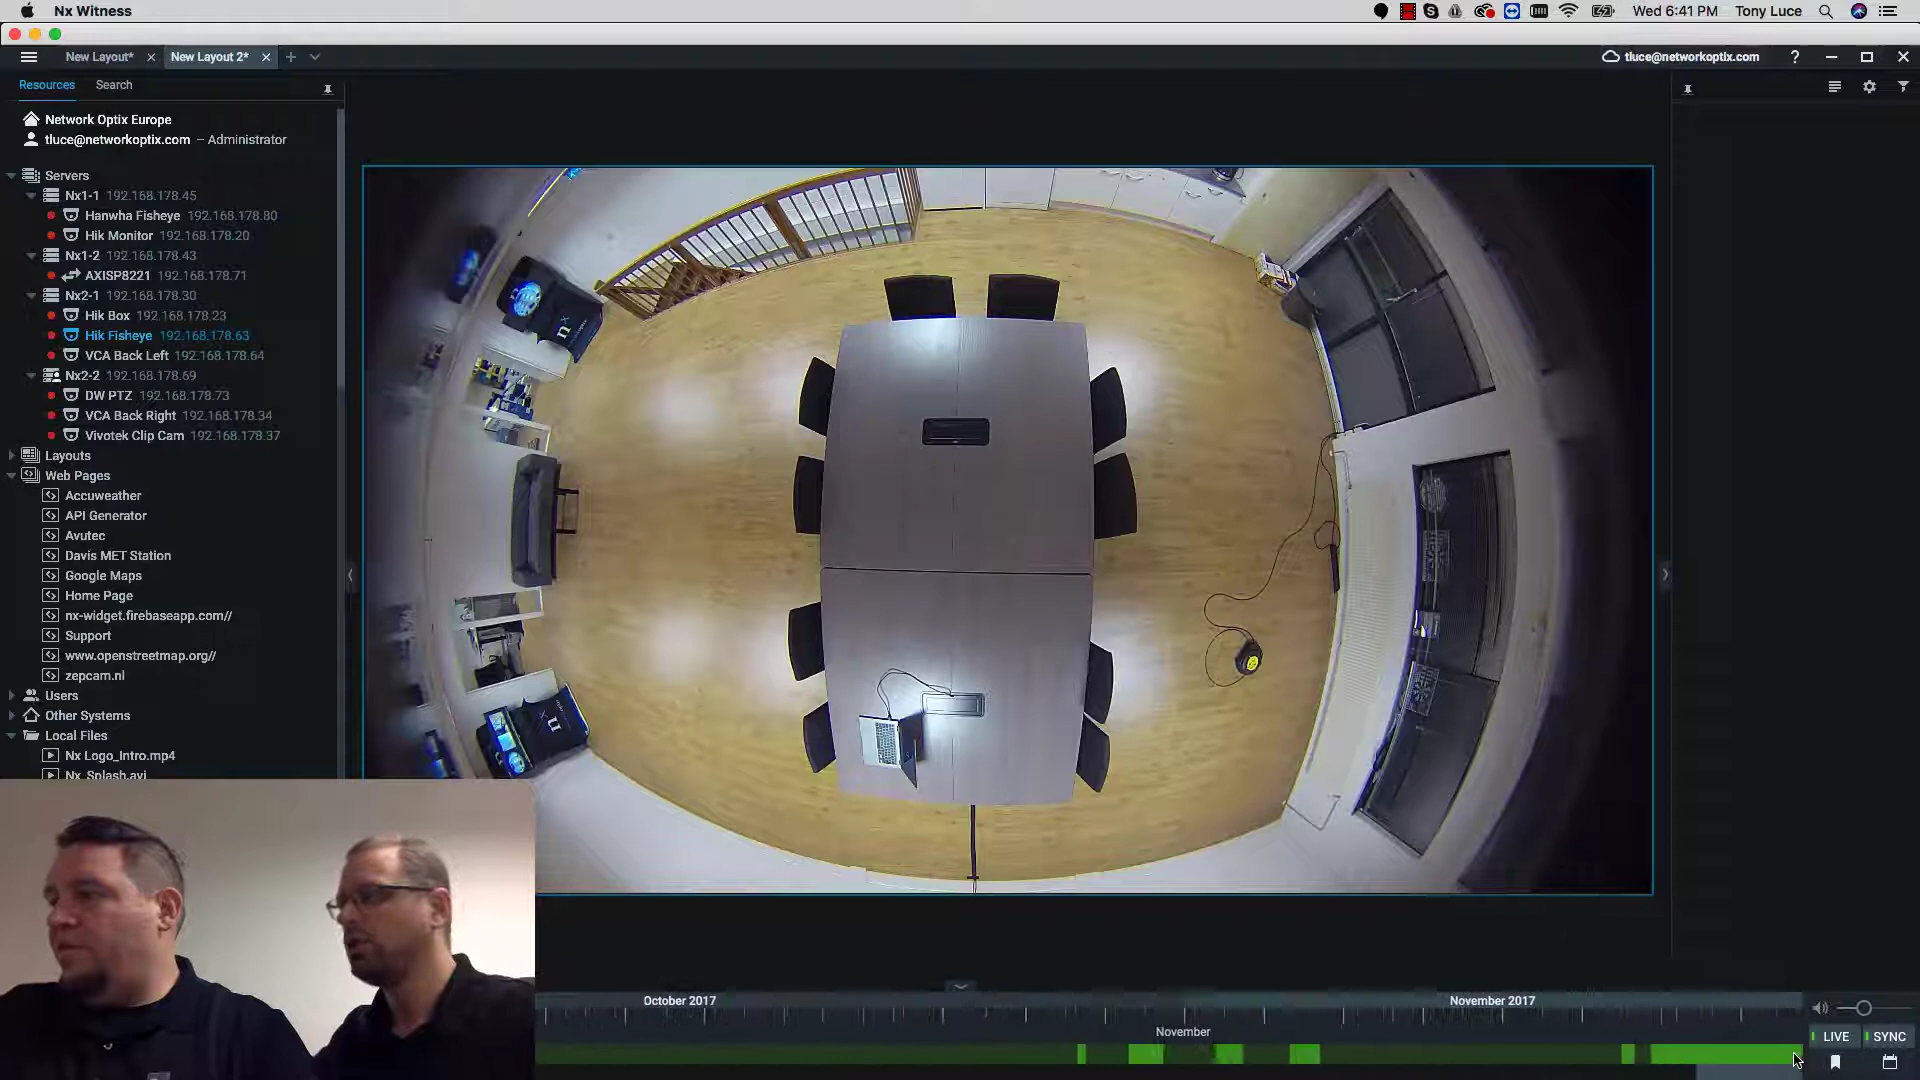 Nx Witness
Wed 6:41 PM Tony Luce
New Layout* New Layout 2*
tluce@networkoptix.com ?
Resources Search
Network Optix Europe
tluce@networkoptix.com – Administrator
Servers
Nx1-1 192.168.178.45
Hanwha Fisheye 192.168.178.80
Hik Monitor 192.168.178.20
Nx1-2 192.168.178.43
AXISP8221 192.168.178.71
Nx2-1 192.168.178.30
Hik Box 192.168.178.23
Hik Fisheye 192.168.178.63
VCA Back Left 192.168.178.64
Nx2-2 192.168.178.69
DW PTZ 192.168.178.73
VCA Back Right 192.168.178.34
Vivotek Clip Cam 192.168.178.37
Layouts
Web Pages
Accuweather
API Generator
Avutec
Davis MET Station
Google Maps
Home Page
nx-widget.firebaseapp.com//
Support
www.openstreetmap.org//
zepcam.nl
Users
Other Systems
Local Files
Nx Logo_Intro.mp4
Nx_Splash.avi
nx
nx
October 2017
November 2017
November
LIVE SYNC